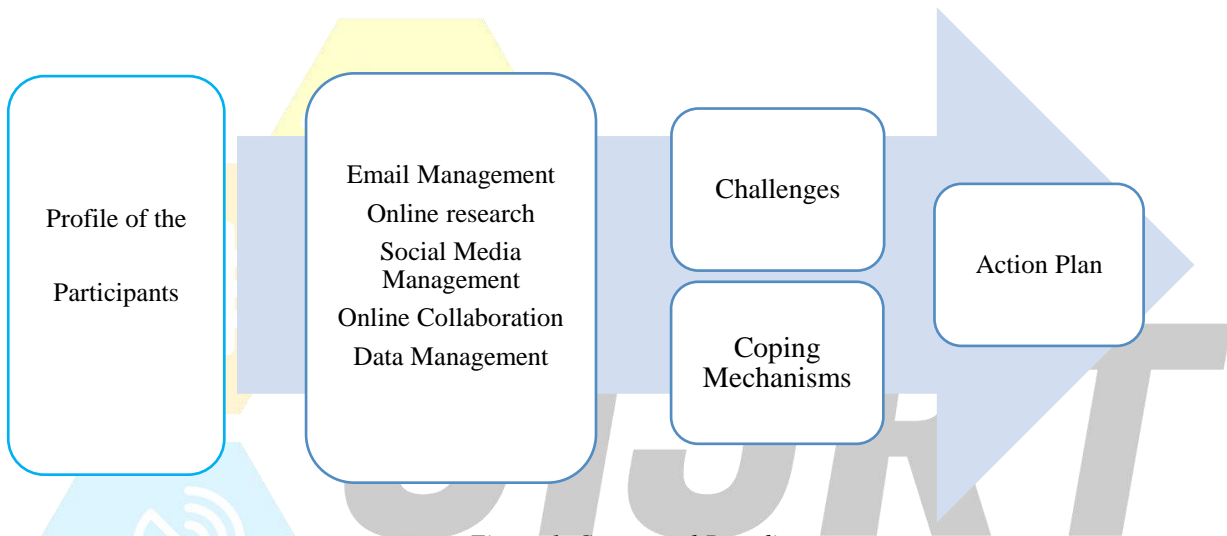 Profile of the
Participants
Email Management
Online research
Social Media
Management
Online Collaboration
Data Management
Challenges
Coping
Mechanisms
Action Plan